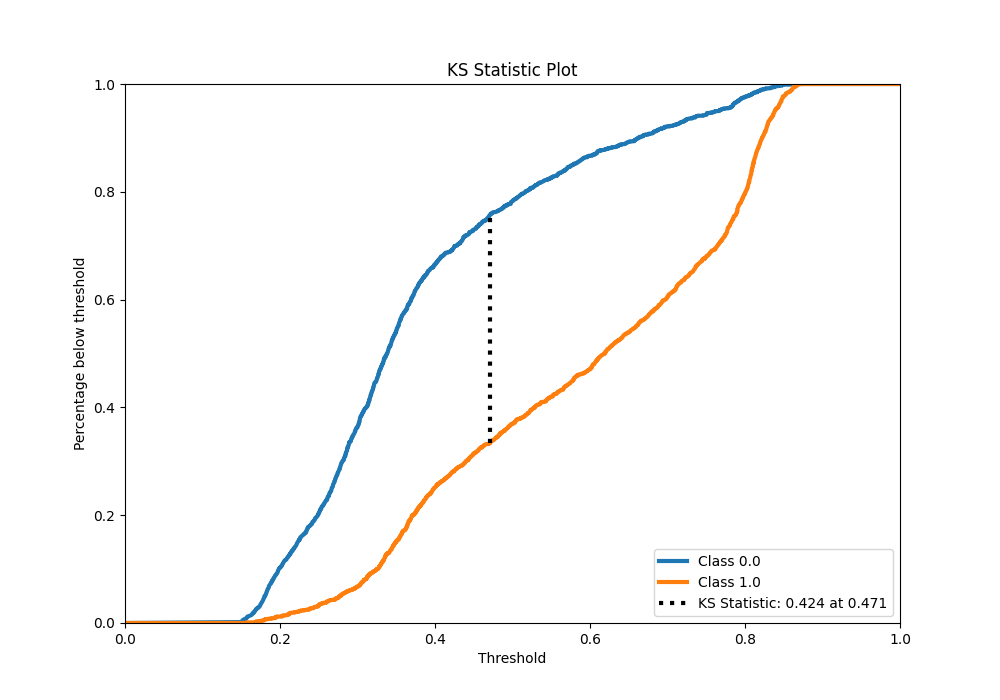 KS Statistic Plot
1.0
0.8
0.6
0.4
0.2
0.0
Percentage below threshold
0.0 0.2 0.4 0.6 0.8 1.0
Threshold
Class 0.0
Class 1.0
KS Statistic: 0.424 at 0.471